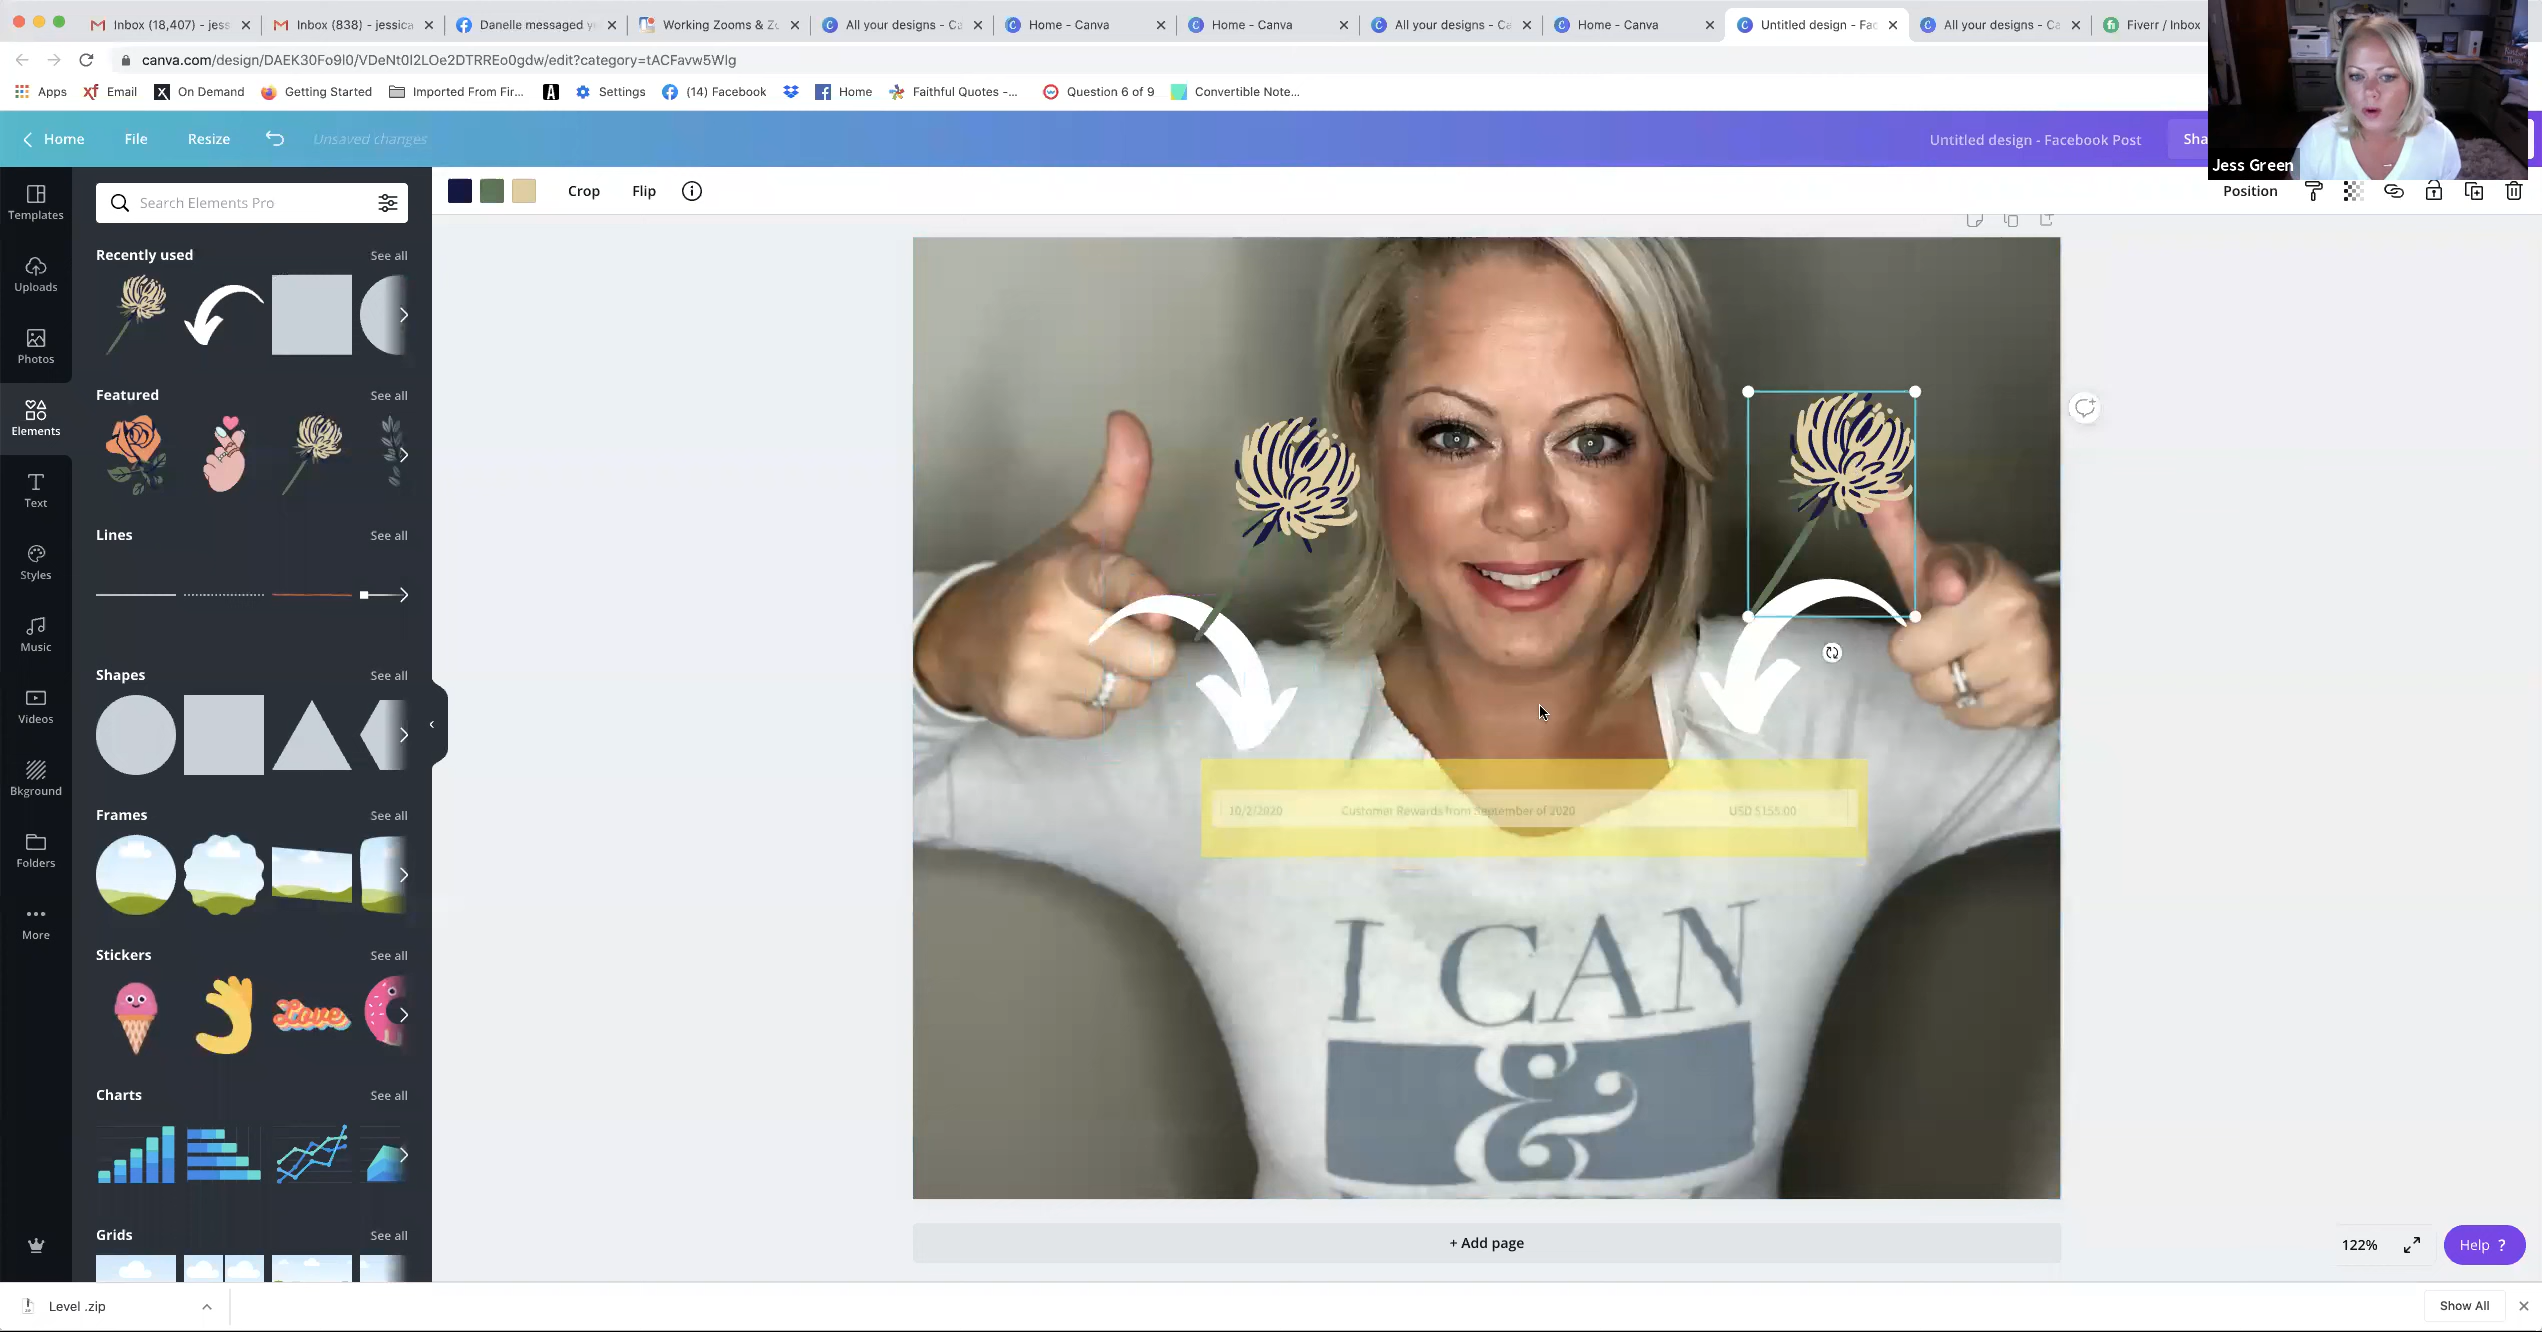 Inbox (18,407) - jess
Inbox (838) - jessica
Danelle messaged y
Working Zooms & Zo
All your designs - Ca
Home - Canva
Home - Canva
All your designs - Ca
Home - Canva
Untitled design - Fac
All your designs - Ca
Fiverr / Inbox
canva.com/design/DAEK30Fo9l0/VDeNt0I2LOe2DTRREo0gdw/edit?category=tACFavw5Wlg
Apps
Email
On Demand
Getting Started
Imported From Fir...
Settings
(14) Facebook
Home
Faithful Quotes -...
Question 6 of 9
Convertible Note...
Home
File
Resize
Unsaved changes
Untitled design - Facebook Post
Sha
Jess Green
Templates
Uploads
Photos
Elements
Text
Styles
Music
Videos
Bkground
Folders
More
Search Elements Pro
Recently used
See all
Featured
See all
Lines
See all
Shapes
See all
Frames
See all
Stickers
See all
Love
Charts
See all
Grids
See all
Crop
Flip
Position
10/2/2020 Customer Rewards from September of 2020 USD $155.00
I CAN
&
+ Add page
122%
Help ?
Level .zip
Show All